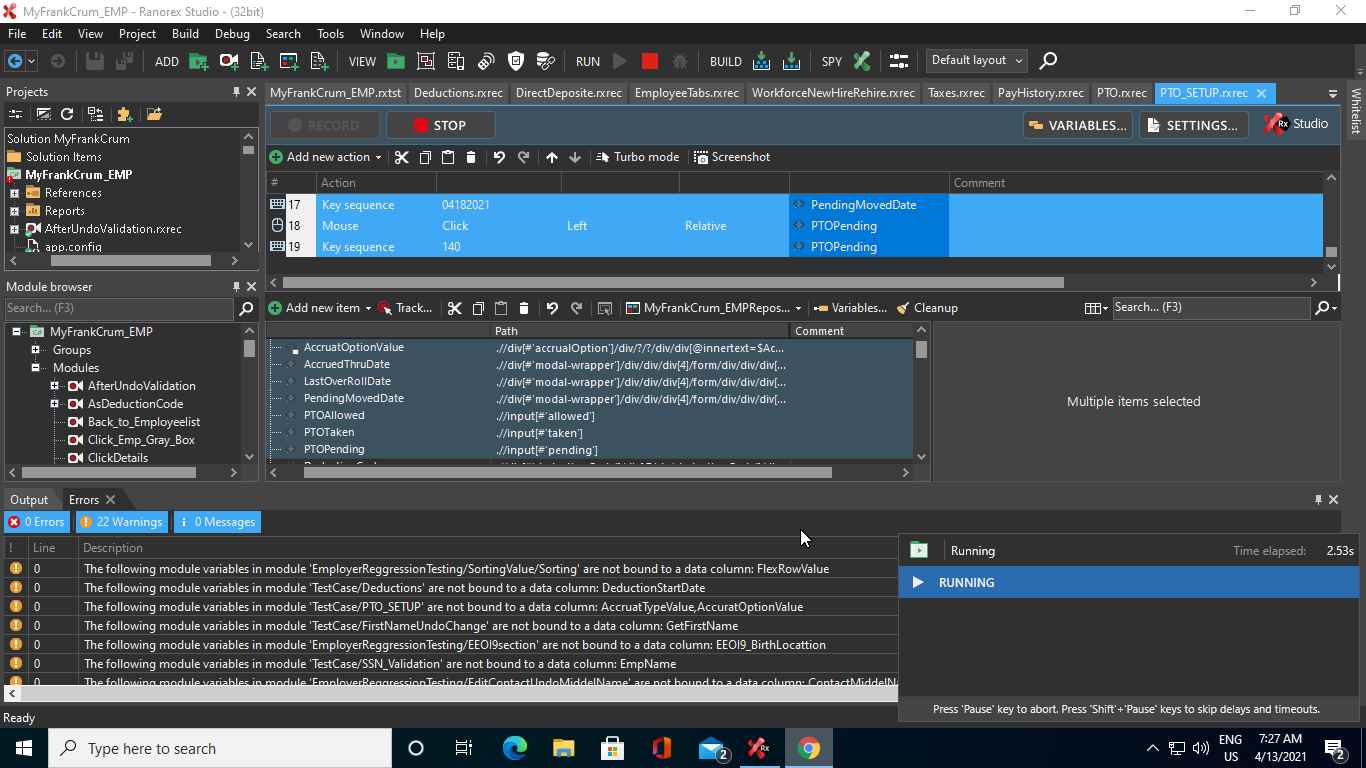 MyFrankCrum_EMP - Ranorex Studio - (32bit)
File Edit View Project Build Debug Search Tools Window Help
ADD VIEW RUN BUILD SPY Default layout
Projects
MyFrankCrum_EMP.rxtst Deductions.rxrec DirectDeposite.rxrec EmployeeTabs.rxrec WorkforceNewHireRehire.rxrec Taxes.rxrec PayHistory.rxrec PTO.rxrec PTO_SETUP.rxrec
Whitelist
RECORD STOP VARIABLES... SETTINGS... Rx Studio
Solution MyFrankCrum
Solution Items
MyFrankCrum_EMP
References
Reports
AfterUndoValidation.rxrec
app.config
Add new action Turbo mode Screenshot
# Action Comment
17 Key sequence 04182021 PendingMovedDate
18 Mouse Click Left Relative PTOPending
19 Key sequence 140 PTOPending
Module browser
Search... (F3)
MyFrankCrum_EMP
Groups
Modules
AfterUndoValidation
AsDeductionCode
Back_to_Employeelist
Click_Emp_Gray_Box
ClickDetails
Add new item Track... MyFrankCrum_EMPRepos... Variables... Cleanup Search... (F3)
Path Comment
AccruatOptionValue .//div[#'accrualOption']/div/?/?/div/div[@innertext=$Ac...
AccruedThruDate .//div[#'modal-wrapper']/div/div/div[4]/form/div/div/div[...
LastOverRollDate .//div[#'modal-wrapper']/div/div/div[4]/form/div/div/div[...
PendingMovedDate .//div[#'modal-wrapper']/div/div/div[4]/form/div/div/div[...
PTOAllowed .//input[#'allowed']
PTOTaken .//input[#'taken']
PTOPending .//input[#'pending']
Multiple items selected
Output Errors
0 Errors 22 Warnings 0 Messages
! Line Description
0 The following module variables in module 'EmployerReggressionTesting/SortingValue/Sorting' are not bound to a data column: FlexRowValue
0 The following module variables in module 'TestCase/Deductions' are not bound to a data column: DeductionStartDate
0 The following module variables in module 'TestCase/PTO_SETUP' are not bound to a data column: AccruatTypeValue,AccuratOptionValue
0 The following module variables in module 'TestCase/FirstNameUndoChange' are not bound to a data column: GetFirstName
0 The following module variables in module 'EmployerReggressionTesting/EEOI9section' are not bound to a data column: EEOI9_BirthLocattion
0 The following module variables in module 'TestCase/SSN_Validation' are not bound to a data column: EmpName
0 The following module variables in module 'EmployerReggressionTesting/EditContactUndoMiddelName' are not bound to a data column: ContactMiddelNa
Running Time elapsed: 2.53s
RUNNING
Press 'Pause' key to abort. Press 'Shift'+'Pause' keys to skip delays and timeouts.
Ready
Type here to search
2
Rx
ENG
US
7:27 AM
4/13/2021
2